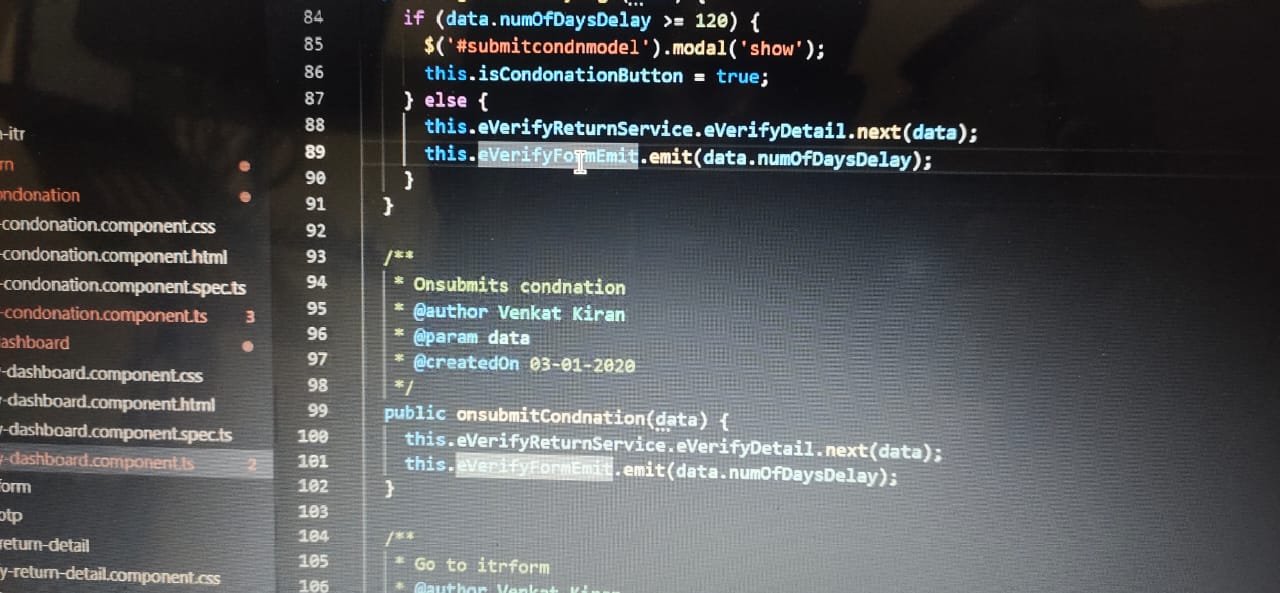 84 if (data.numOfDaysDelay >= 120) {
85 $('#submitcondnmodel').modal('show');
86 this.isCondonationButton = true;
87 } else {
88 this.eVerifyReturnService.eVerifyDetail.next(data);
89 this.eVerifyFormEmit.emit(data.numOfDaysDelay);
90 }
91 }
92
93 /**
94 * Onsubmits condnation
95 * @author Venkat Kiran
96 * @param data
97 * @createdOn 03-01-2020
98 */
99 public onsubmitCondnation(data) {
100 this.eVerifyReturnService.eVerifyDetail.next(data);
101 this.eVerifyFormEmit.emit(data.numOfDaysDelay);
102 }
103
104 /**
105 * Go to itrform
106 * @author Venkat Kiran
-itr
rn
ondonation
-condonation.component.css
-condonation.component.html
-condonation.component.spec.ts
-condonation.component.ts 3
ashboard
-dashboard.component.css
-dashboard.component.html
y-dashboard.component.spec.ts
y-dashboard.component.ts 2
form
otp
return-detail
y-return-detail.component.css